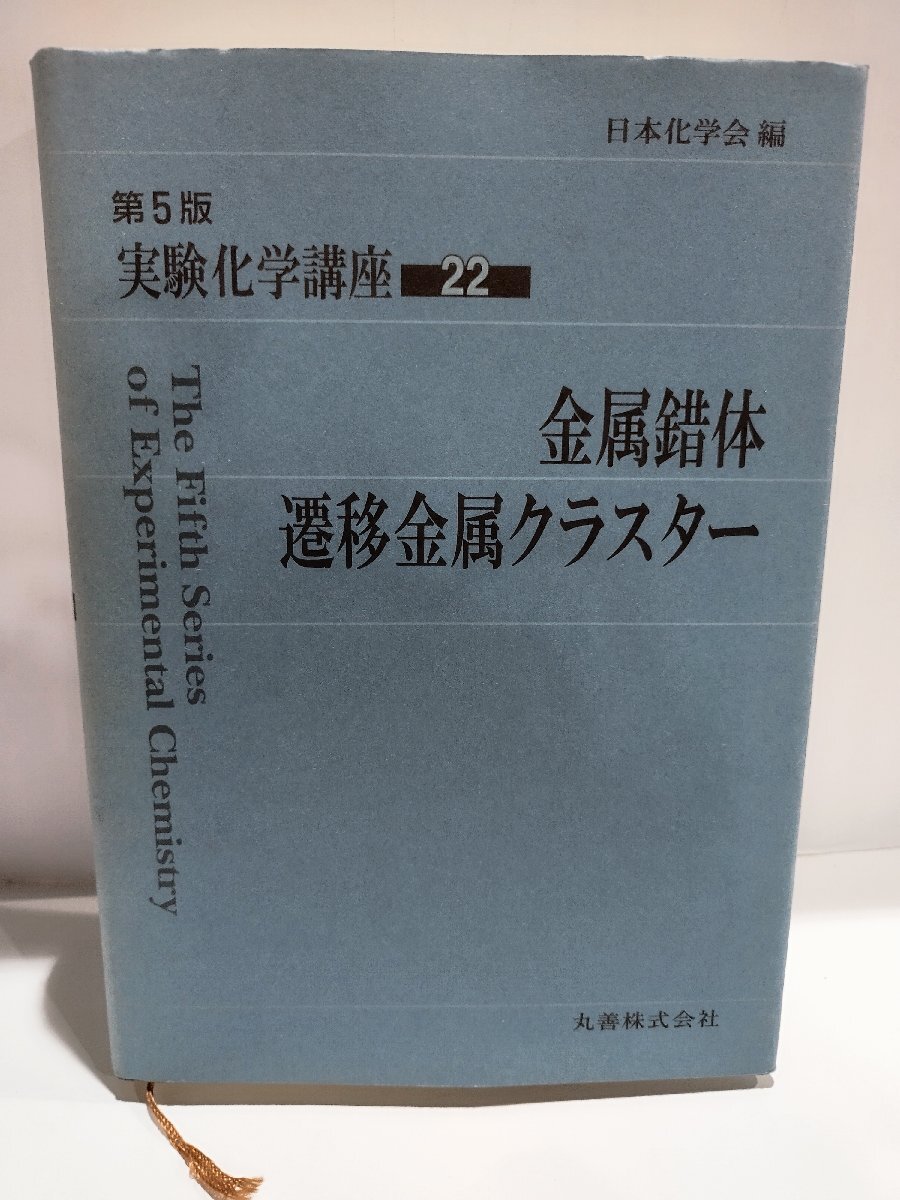 日本化学会 編
第5版
実験化学講座 22
The Fifth Series
of Experimental Chemistry
金属錯体
遷移金属クラスター
丸善株式会社